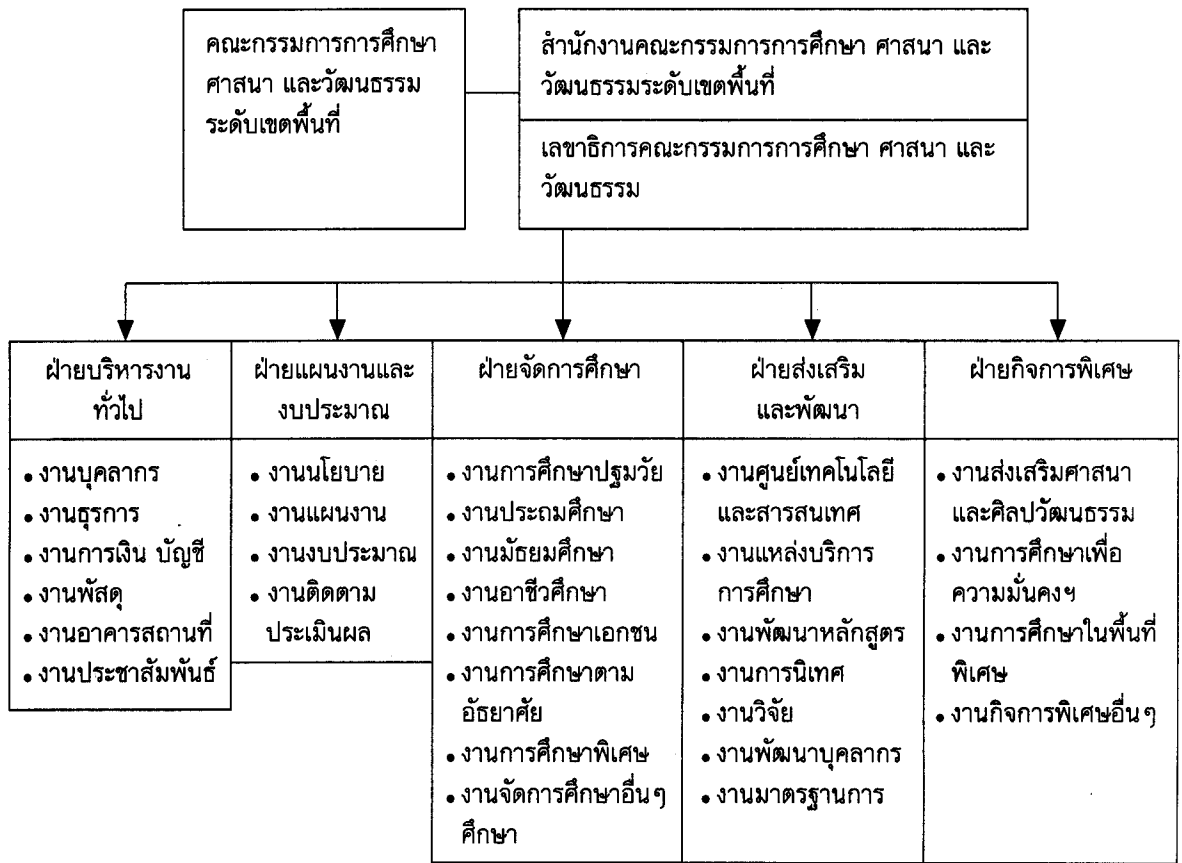 คณะกรรมการการศึกษา
ศาสนา และวัฒนธรรม
ระดับเขตพื้นที่
สำนักงานคณะกรรมการการศึกษา ศาสนา และ
วัฒนธรรมระดับเขตพื้นที่
เลขาธิการคณะกรรมการการศึกษา ศาสนา และ
วัฒนธรรม
ฝ่ายบริหารงาน
ทั่วไป
• งานบุคลากร
• งานธุรการ
• งานการเงิน บัญชี
• งานพัสดุ
• งานอาคารสถานที่
• งานประชาสัมพันธ์
ฝ่ายแผนงานและ
งบประมาณ
• งานนโยบาย
• งานแผนงาน
• งานงบประมาณ
• งานติดตาม
ประเมินผล
ฝ่ายจัดการศึกษา
• งานการศึกษาปฐมวัย
• งานประถมศึกษา
• งานมัธยมศึกษา
• งานอาชีวศึกษา
• งานการศึกษาเอกชน
• งานการศึกษาตาม
อัธยาศัย
• งานการศึกษาพิเศษ
• งานจัดการศึกษาอื่นๆ
ศึกษา
ฝ่ายส่งเสริม
และพัฒนา
• งานศูนย์เทคโนโลยี
และสารสนเทศ
• งานแหล่งบริการ
การศึกษา
• งานพัฒนาหลักสูตร
• งานการนิเทศ
• งานวิจัย
• งานพัฒนาบุคลากร
• งานมาตรฐานการ
ฝ่ายกิจการพิเศษ
• งานส่งเสริมศาสนา
และศิลปวัฒนธรรม
• งานการศึกษาเพื่อ
ความมั่นคงฯ
• งานการศึกษาในพื้นที่
พิเศษ
• งานกิจการพิเศษอื่นๆ